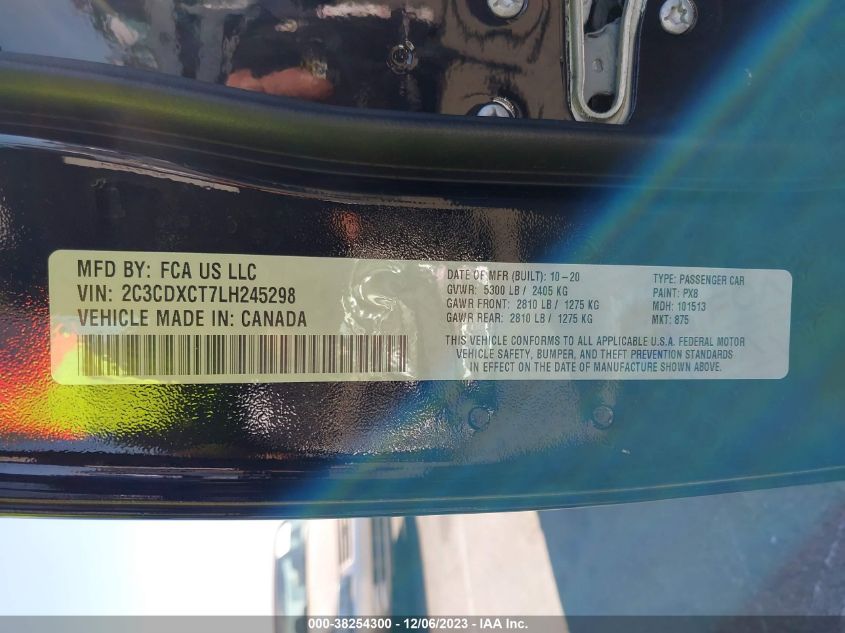 MFD BY: FCA US LLC
VIN: 2C3CDXCT7LH245298
VEHICLE MADE IN: CANADA
DATE OF MFR (BUILT): 10-20
GVWR: 5300 LB / 2405 KG
GAWR FRONT: 2810 LB / 1275 KG
GAWR REAR: 2810 LB / 1275 KG
TYPE: PASSENGER CAR
PAINT: PX8
MDH: 101513
MKT: 875
THIS VEHICLE CONFORMS TO ALL APPLICABLE U.S.A. FEDERAL MOTOR
VEHICLE SAFETY, BUMPER, AND THEFT PREVENTION STANDARDS
IN EFFECT ON THE DATE OF MANUFACTURE SHOWN ABOVE.
000-38254300 - 12/06/2023 - IAA Inc.